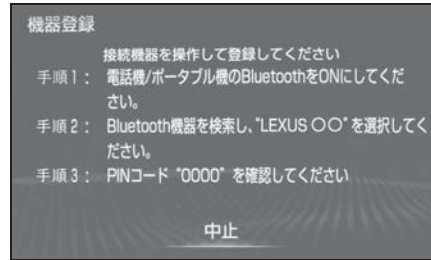 機器登録
接続機器を操作して登録してください
手順1： 電話機/ポータブル機のBluetoothをONにしてくだ
さい。
手順2： Bluetooth機器を検索し、"LEXUS 〇〇"を選択してく
ださい。
手順3： PINコード "0000" を確認してください
中止